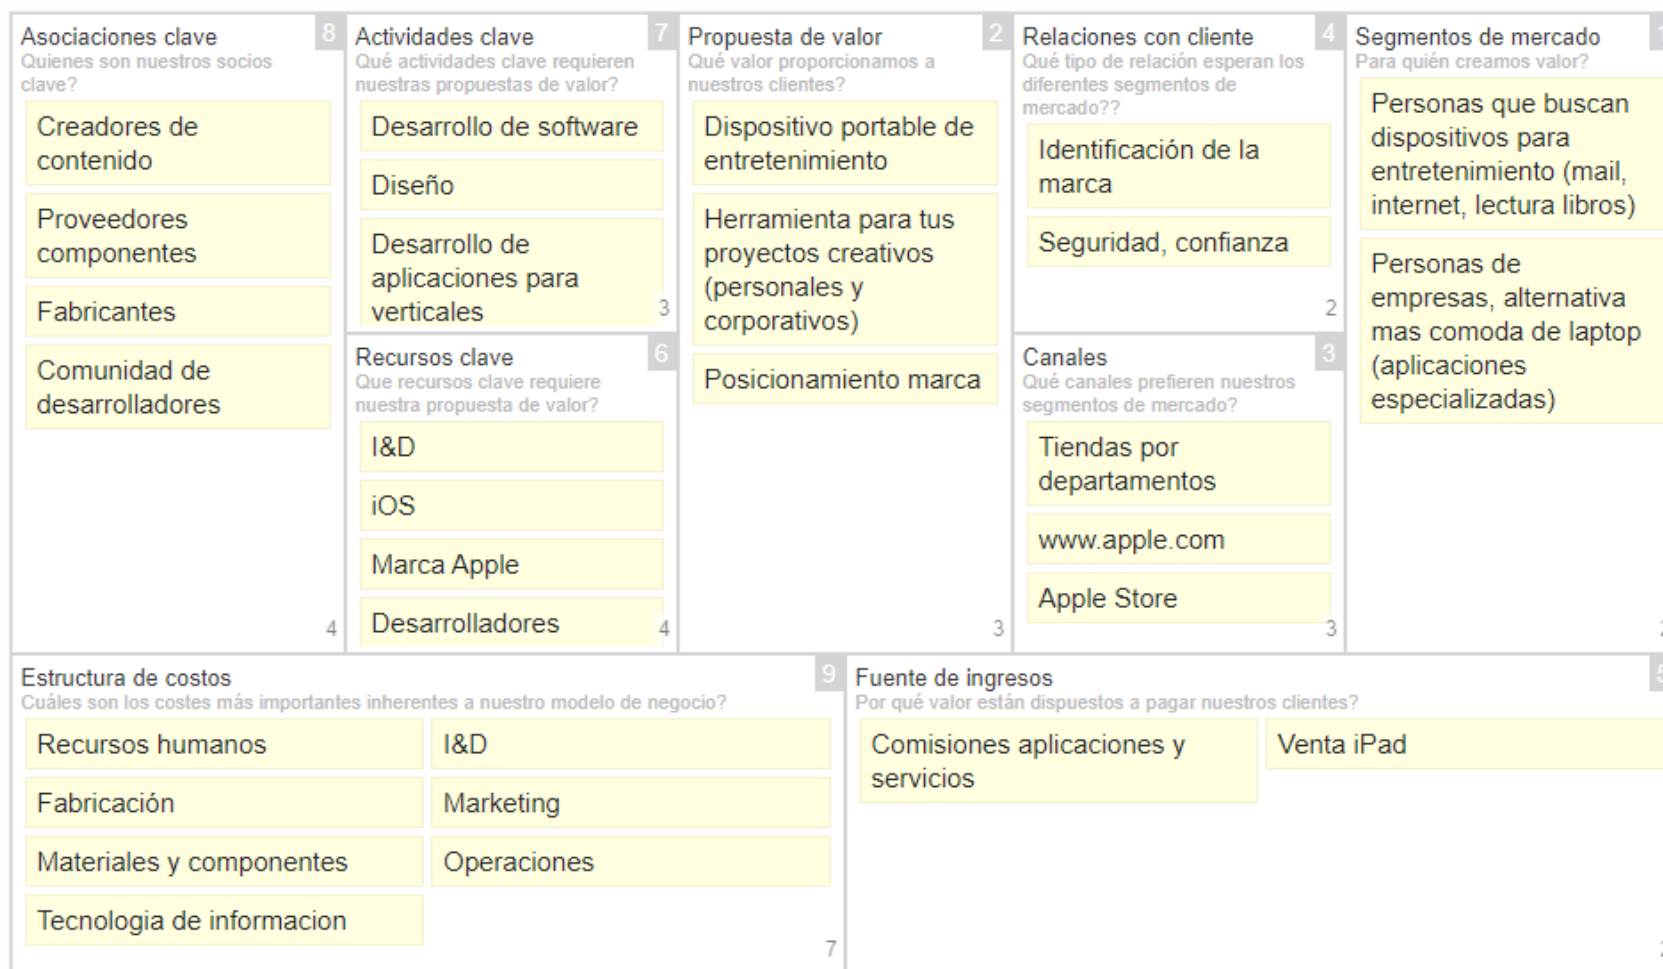 Asociaciones clave
8
Quienes son nuestros socios
clave?
Creadores de
contenido
Proveedores
componentes
Fabricantes
Comunidad de
desarrolladores
4
Actividades clave
7
Qué actividades clave requieren
nuestras propuestas de valor?
Desarrollo de software
Diseño
Desarrollo de
aplicaciones para
verticales
3
Recursos clave
6
Que recursos clave requiere
nuestra propuesta de valor?
I&D
iOS
Marca Apple
Desarrolladores
4
Propuesta de valor
2
Qué valor proporcionamos a
nuestros clientes?
Dispositivo portable de
entretenimiento
Herramienta para tus
proyectos creativos
(personales y
corporativos)
Posicionamiento marca
3
Relaciones con cliente
4
Qué tipo de relación esperan los
diferentes segmentos de
mercado??
Identificación de la
marca
Seguridad, confianza
2
Canales
3
Qué canales prefieren nuestros
segmentos de mercado?
Tiendas por
departamentos
www.apple.com
Apple Store
3
Segmentos de mercado
1
Para quién creamos valor?
Personas que buscan
dispositivos para
entretenimiento (mail,
internet, lectura libros)
Personas de
empresas, alternativa
mas comoda de laptop
(aplicaciones
especializadas)
Estructura de costos
9
Cuáles son los costes más importantes inherentes a nuestro modelo de negocio?
Recursos humanos
I&D
Fabricación
Marketing
Materiales y componentes
Operaciones
Tecnologia de informacion
7
Fuente de ingresos
5
Por qué valor están dispuestos a pagar nuestros clientes?
Comisiones aplicaciones y
servicios
Venta iPad